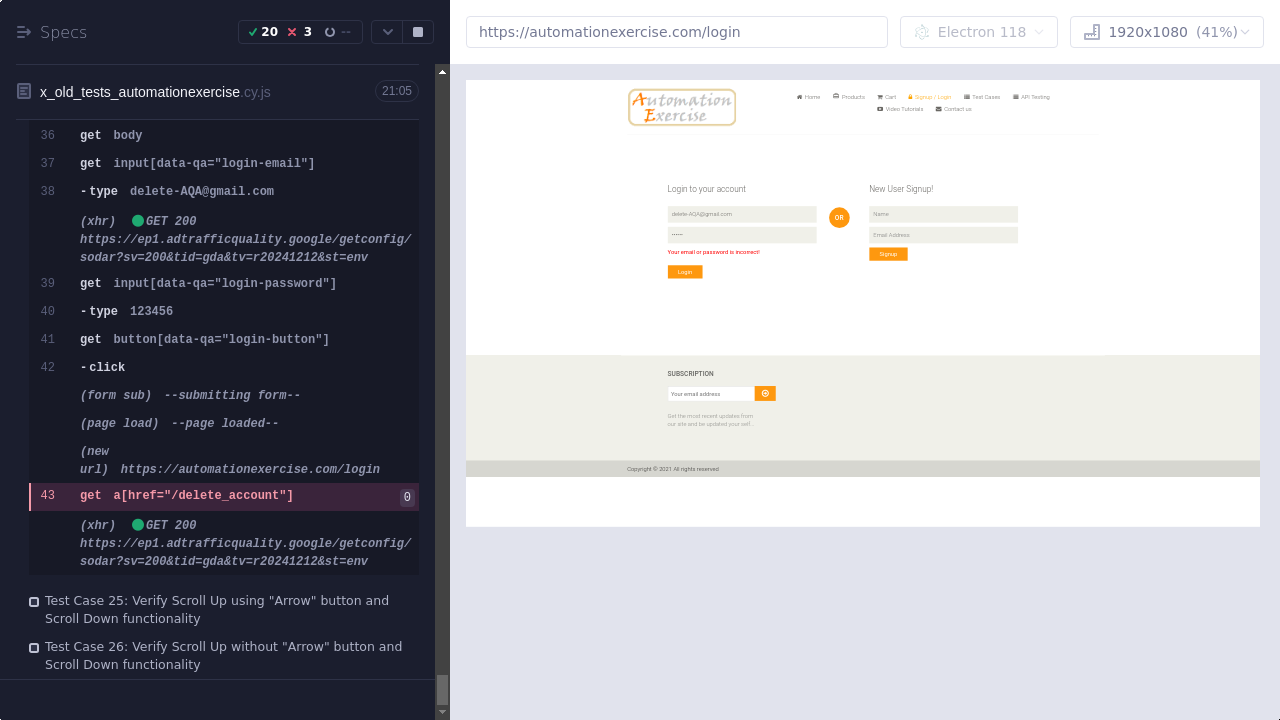 Specs
20 3 --
https://automationexercise.com/login
Electron 118
1920x1080 (41%)
x_old_tests_automationexercise.cy.js
21:05
36 get body
37 get input[data-qa="login-email"]
38 -type delete-AQA@gmail.com
(xhr) GET 200
https://ep1.adtrafficquality.google/getconfig/
sodar?sv=200&tid=gda&tv=r20241212&st=env
39 get input[data-qa="login-password"]
40 -type 123456
41 get button[data-qa="login-button"]
42 -click
(form sub) --submitting form--
(page load) --page loaded--
(new
url) https://automationexercise.com/login
43 get a[href="/delete_account"] 0
(xhr) GET 200
https://ep1.adtrafficquality.google/getconfig/
sodar?sv=200&tid=gda&tv=r20241212&st=env
Test Case 25: Verify Scroll Up using "Arrow" button and
Scroll Down functionality
Test Case 26: Verify Scroll Up without "Arrow" button and
Scroll Down functionality
Automation
Exercise
Home Products Cart Signup / Login Test Cases API Testing
Video Tutorials Contact us
Login to your account
delete-AQA@gmail.com
••••••
Your email or password is incorrect!
Login
OR
New User Signup!
Name
Email Address
Signup
SUBSCRIPTION
Your email address
Get the most recent updates from
our site and be updated your self...
Copyright © 2021 All rights reserved